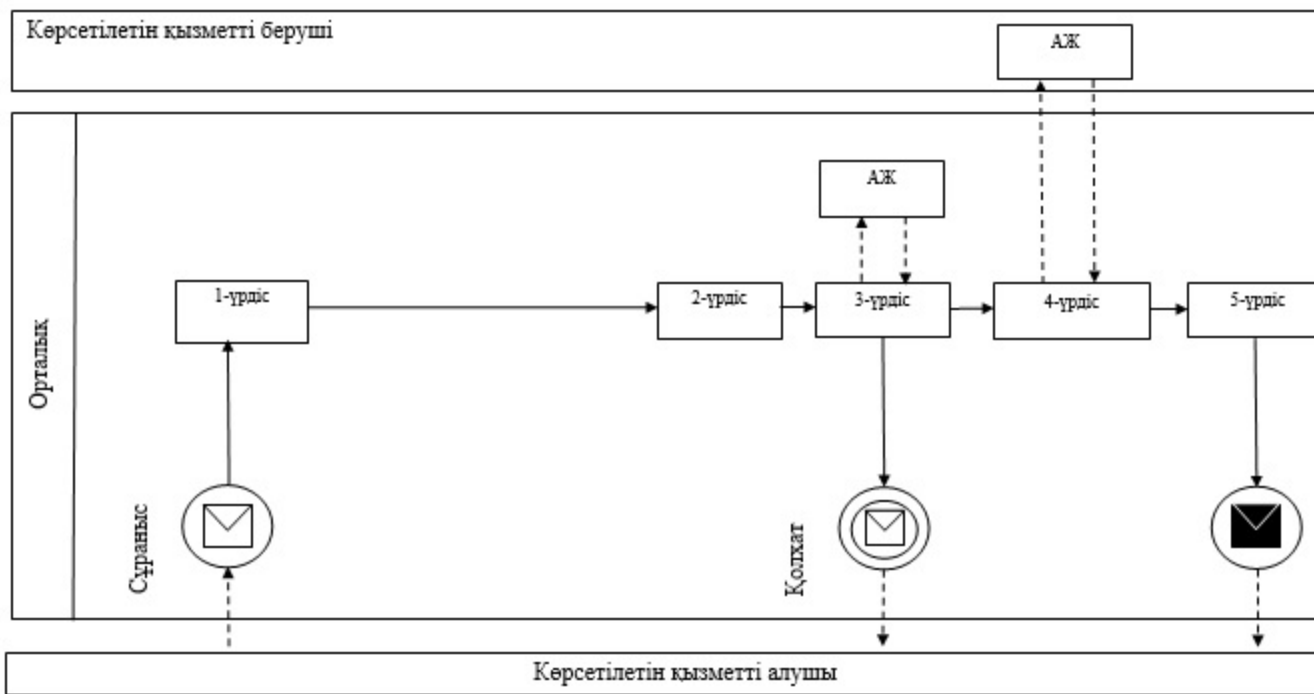 Көрсетілетін қызметті беруші
АЖ
АЖ
1-үрдіс
2-үрдіс
3-үрдіс
4-үрдіс
5-үрдіс
Орталық
Сұраныс
Қолхат
Көрсетілетін қызметті алушы